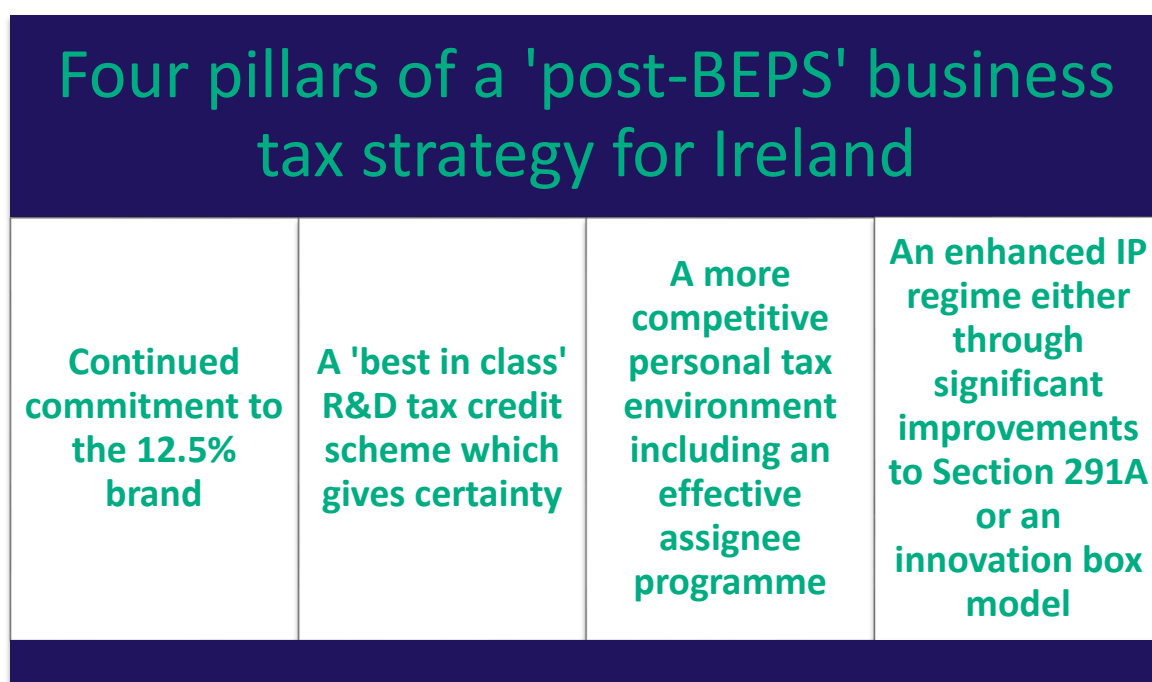 Four pillars of a 'post-BEPS' business
tax strategy for Ireland
Continued
commitment to
the 12.5%
brand
A 'best in class'
R&D tax credit
scheme which
gives certainty
A more
competitive
personal tax
environment
including an
effective
assignee
programme
An enhanced IP
regime either
through
significant
improvements
to Section 291A
or an
innovation box
model